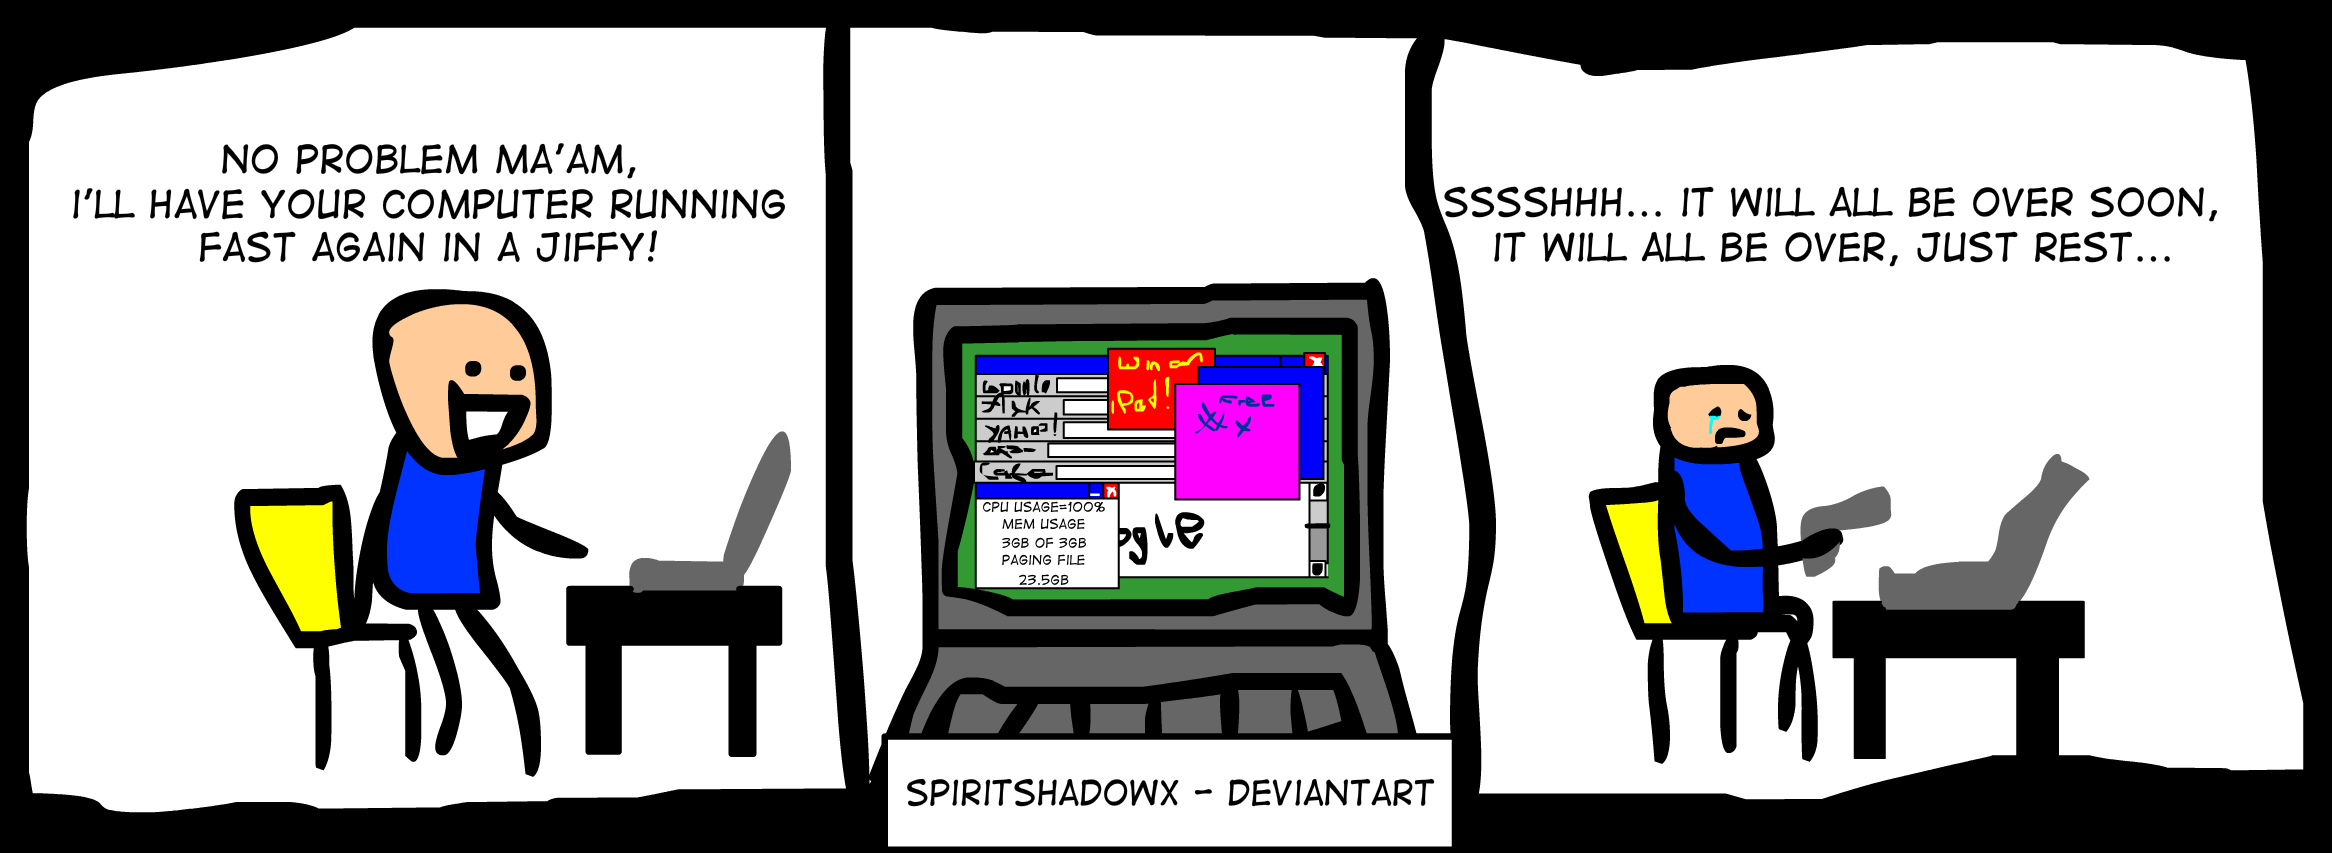 NO PROBLEM MA'AM,
I'LL HAVE YOUR COMPUTER RUNNING
FAST AGAIN IN A JIFFY!
iPad!
Free
YAHOO!
CPU USAGE=100%
MEM USAGE
3GB OF 3GB
PAGING FILE
23.5GB
ogle
SSSSHHH... IT WILL ALL BE OVER SOON,
IT WILL ALL BE OVER, JUST REST...
SPIRITSHADOWX - DEVIANTART